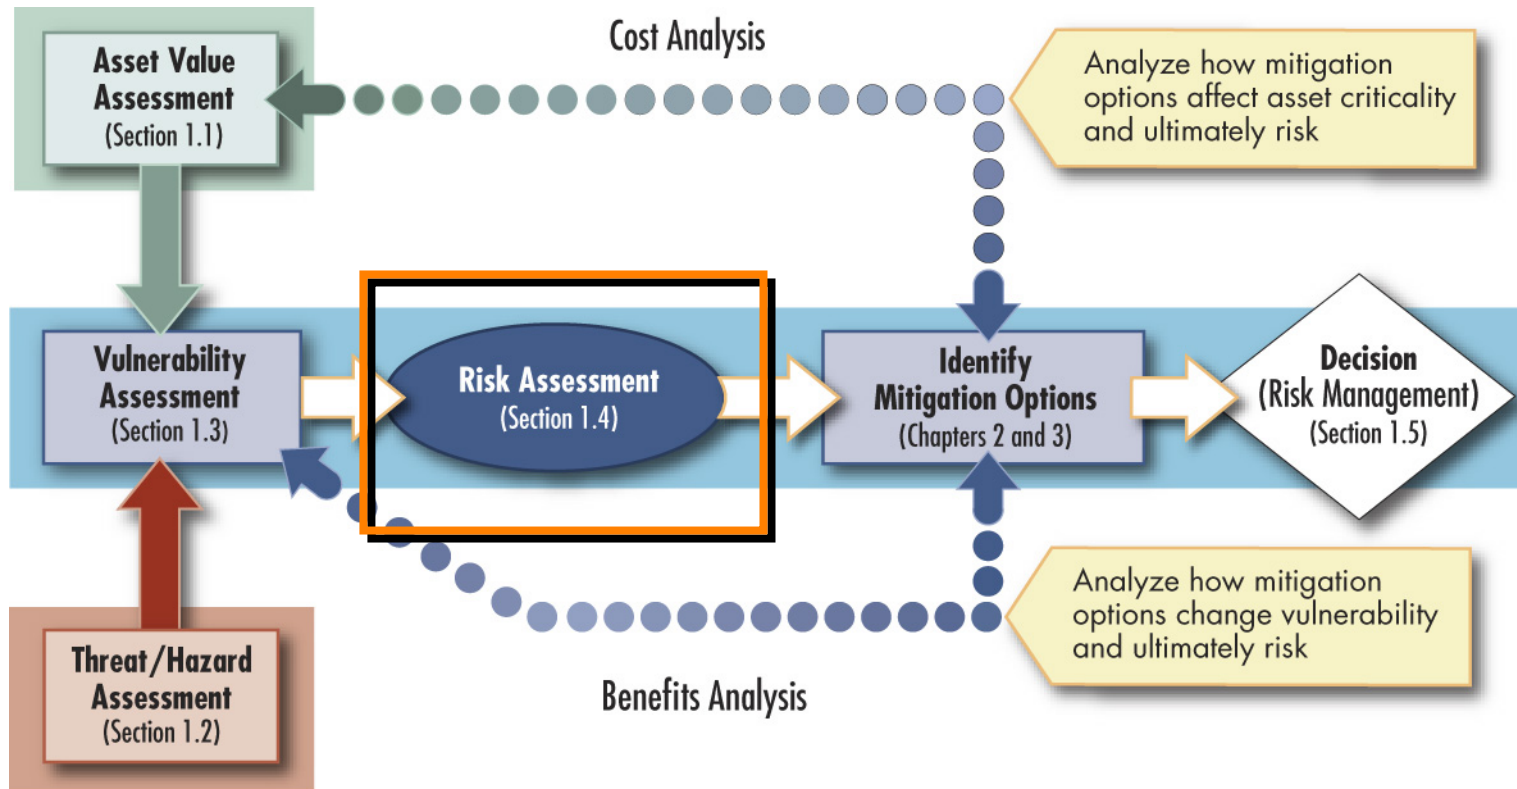 Cost Analysis
Asset Value
Assessment
(Section 1.1)
Analyze how mitigation
options affect asset criticality
and ultimately risk
Vulnerability
Assessment
(Section 1.3)
Risk Assessment
(Section 1.4)
Identify
Mitigation Options
(Chapters 2 and 3)
Decision
(Risk Management)
(Section 1.5)
Threat/Hazard
Assessment
(Section 1.2)
Benefits Analysis
Analyze how mitigation
options change vulnerability
and ultimately risk